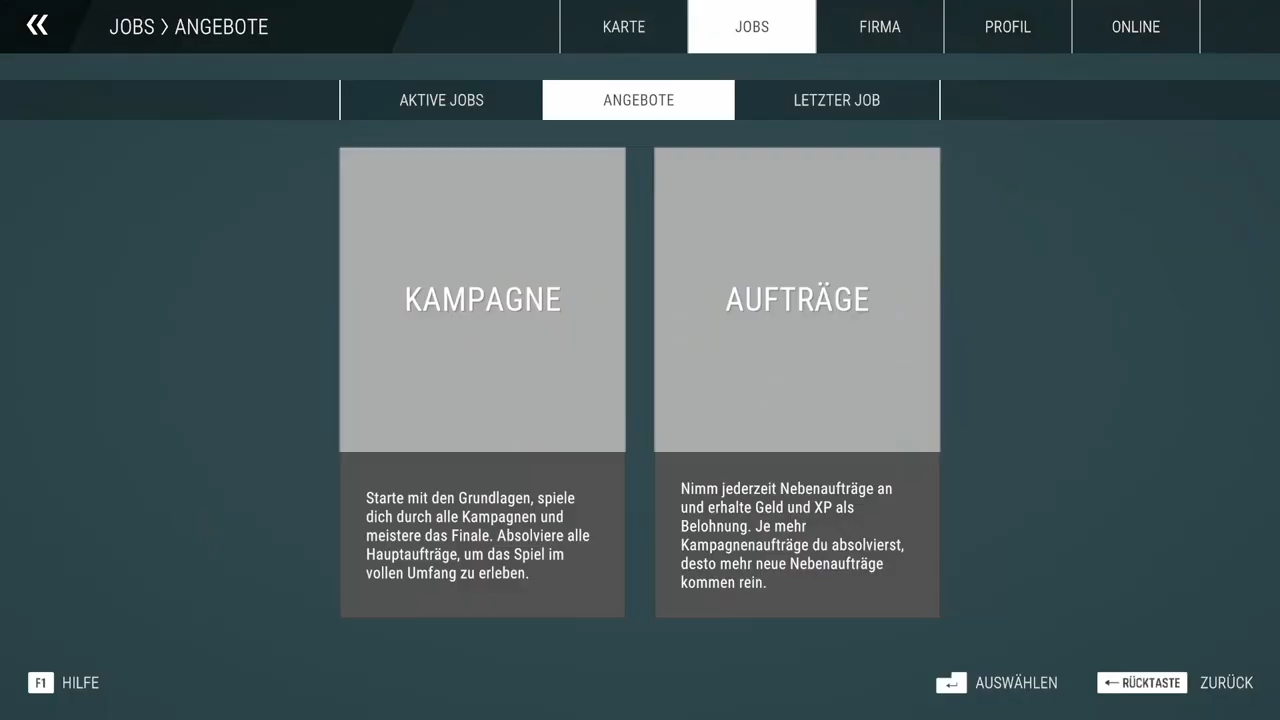 JOBS > ANGEBOTE
KARTE
JOBS
FIRMA
PROFIL
ONLINE
AKTIVE JOBS
ANGEBOTE
LETZTER JOB
KAMPAGNE
Starte mit den Grundlagen, spiele
dich durch alle Kampagnen und
meistere das Finale. Absolviere alle
Hauptaufträge, um das Spiel im
vollen Umfang zu erleben.
AUFTRÄGE
Nimm jederzeit Nebenaufträge an
und erhalte Geld und XP als
Belohnung. Je mehr
Kampagnenaufträge du absolvierst,
desto mehr neue Nebenaufträge
kommen rein.
F1 HILFE
AUSWÄHLEN
← RÜCKTASTE ZURÜCK